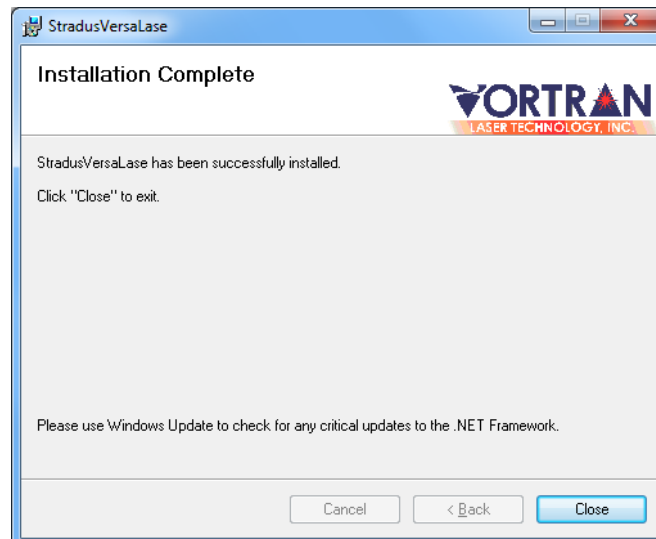 StradusVersaLase
Installation Complete
VORTRAN
LASER TECHNOLOGY, INC.
StradusVersaLase has been successfully installed.
Click "Close" to exit.
Please use Windows Update to check for any critical updates to the .NET Framework.
Cancel
< Back
Close